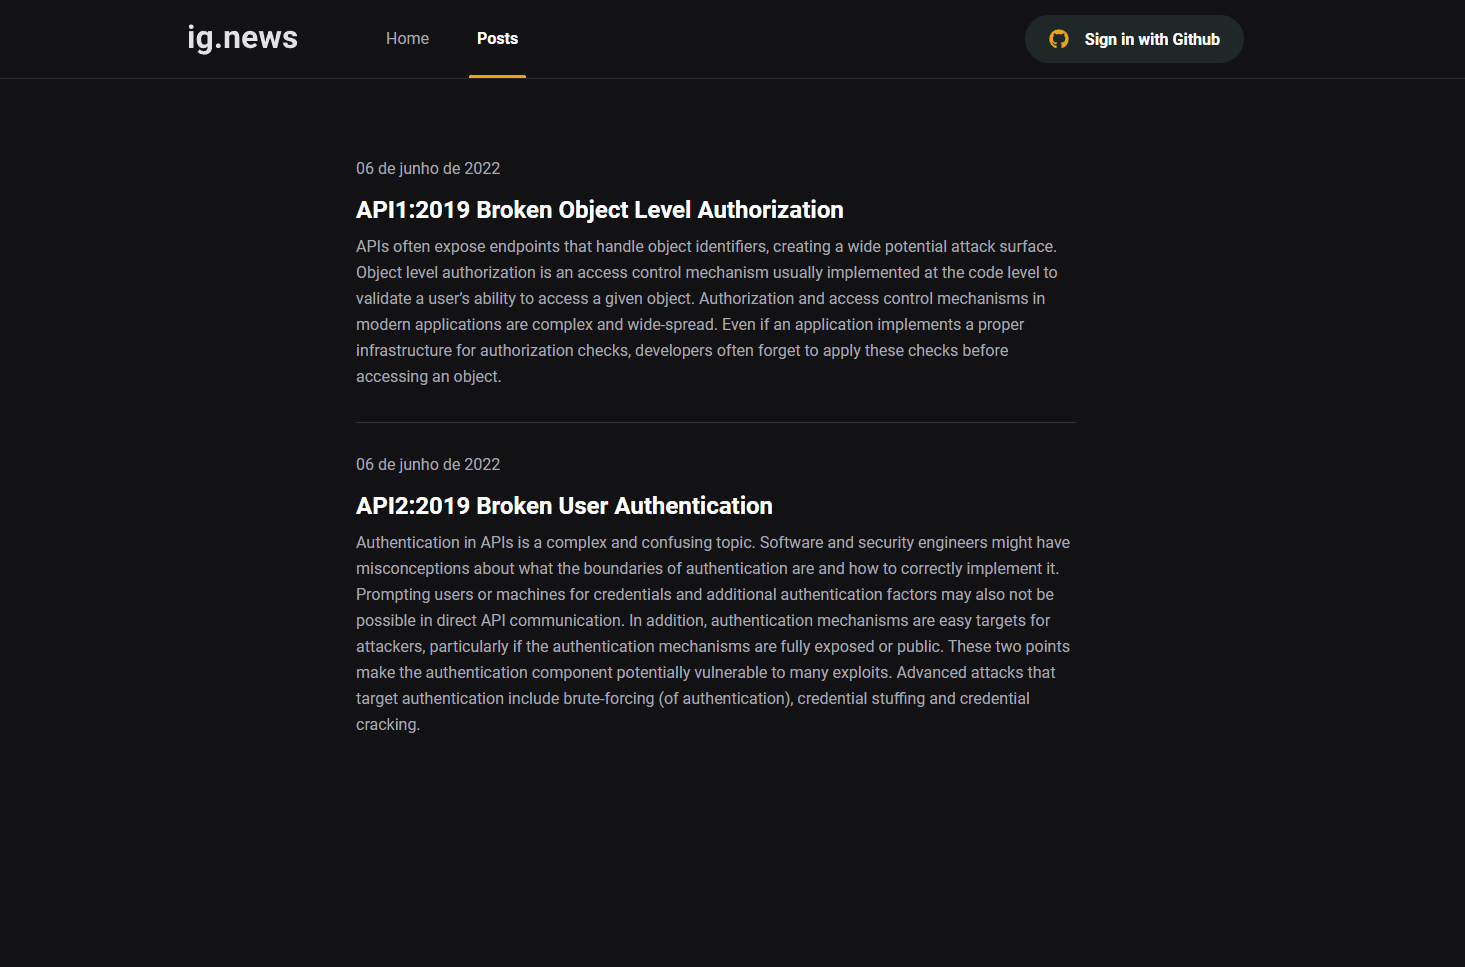 ig.news
Home
Posts
Sign in with Github
06 de junho de 2022
API1:2019 Broken Object Level Authorization
APIs often expose endpoints that handle object identifiers, creating a wide potential attack surface.
Object level authorization is an access control mechanism usually implemented at the code level to
validate a user’s ability to access a given object. Authorization and access control mechanisms in
modern applications are complex and wide-spread. Even if an application implements a proper
infrastructure for authorization checks, developers often forget to apply these checks before
accessing an object.
06 de junho de 2022
API2:2019 Broken User Authentication
Authentication in APIs is a complex and confusing topic. Software and security engineers might have
misconceptions about what the boundaries of authentication are and how to correctly implement it.
Prompting users or machines for credentials and additional authentication factors may also not be
possible in direct API communication. In addition, authentication mechanisms are easy targets for
attackers, particularly if the authentication mechanisms are fully exposed or public. These two points
make the authentication component potentially vulnerable to many exploits. Advanced attacks that
target authentication include brute-forcing (of authentication), credential stuffing and credential
cracking.